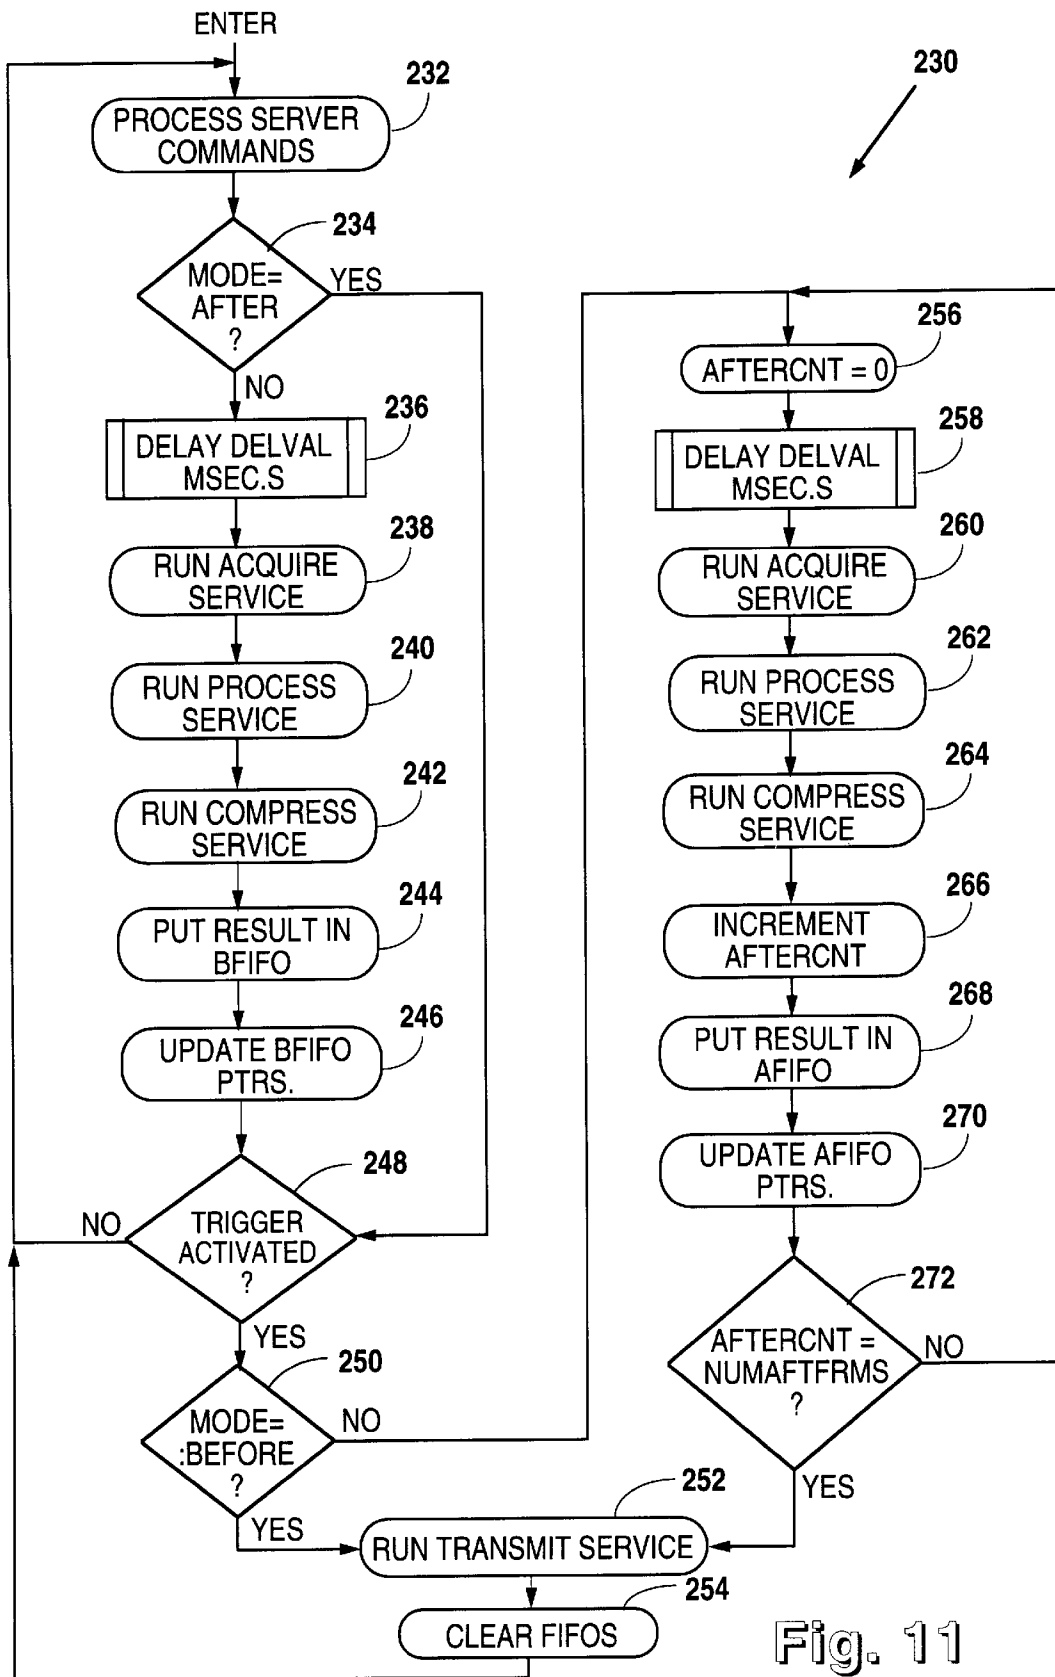 ENTER
232
PROCESS SERVER
COMMANDS
234
MODE=
AFTER
?
YES
NO
236
DELAY DELVAL
MSEC.S
238
RUN ACQUIRE
SERVICE
240
RUN PROCESS
SERVICE
242
RUN COMPRESS
SERVICE
244
PUT RESULT IN
BFIFO
246
UPDATE BFIFO
PTRS.
248
TRIGGER
ACTIVATED
?
NO
YES
250
MODE=
:BEFORE
?
NO
YES
230
256
AFTERCNT = 0
258
DELAY DELVAL
MSEC.S
260
RUN ACQUIRE
SERVICE
262
RUN PROCESS
SERVICE
264
RUN COMPRESS
SERVICE
266
INCREMENT
AFTERCNT
268
PUT RESULT IN
AFIFO
270
UPDATE AFIFO
PTRS.
272
AFTERCNT =
NUMAFTFRMS
?
NO
YES
252
RUN TRANSMIT SERVICE
254
CLEAR FIFOS
Fig. 11